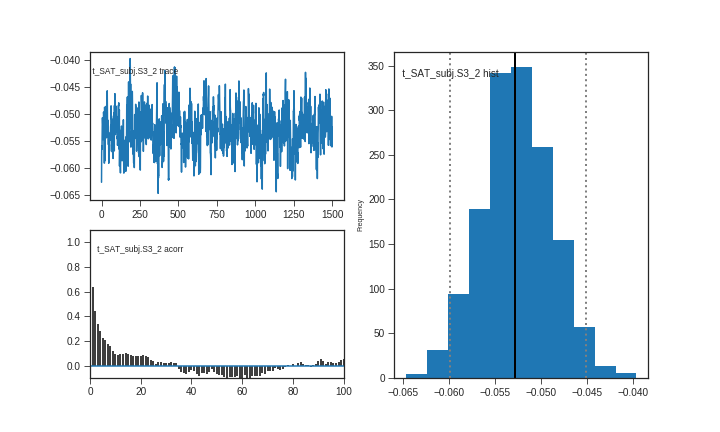 −0.040
−0.045
−0.050
−0.055
−0.060
−0.065
t_SAT_subj.S3_2 trace
0 250 500 750 1000 1250 1500
1.0
0.8
0.6
0.4
0.2
0.0
t_SAT_subj.S3_2 acorr
0 20 40 60 80 100
Frequency
350
300
250
200
150
100
50
0
t_SAT_subj.S3_2 hist
−0.065 −0.060 −0.055 −0.050 −0.045 −0.040